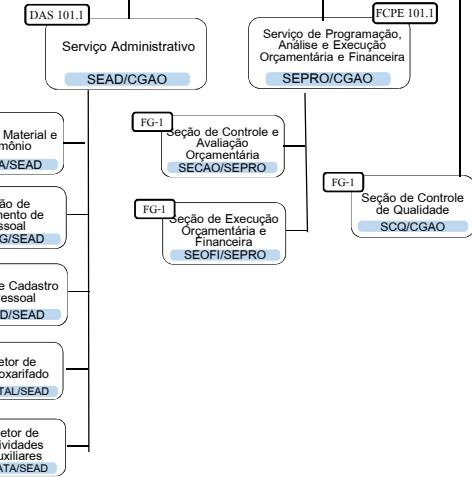 DAS 101.1
Serviço Administrativo
SEAD/CGAO
FCPE 101.1
Serviço de Programação,
Análise e Execução
Orçamentária e Financeira
SEPRO/CGAO
Material e
mônio
A/SEAD
ão de
mento de
ssoal
G/SEAD
e Cadastro
essoal
D/SEAD
etor de
oxarifado
TAL/SEAD
etor de
ividades
uxiliares
ATA/SEAD
FG-1
Seção de Controle e
Avaliação
Orçamentária
SECAO/SEPRO
FG-1
Seção de Execução
Orçamentária e
Financeira
SEOFI/SEPRO
FG-1
Seção de Controle
de Qualidade
SCQ/CGAO